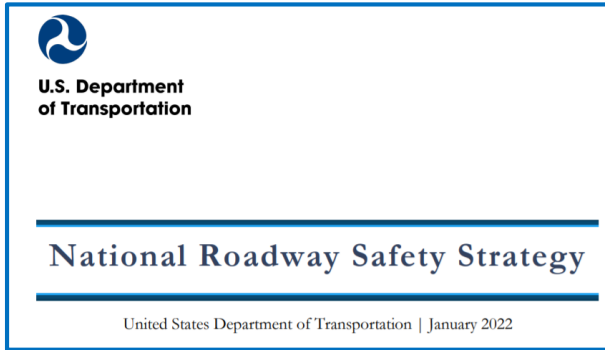 U.S. Department
of Transportation
National Roadway Safety Strategy
United States Department of Transportation | January 2022